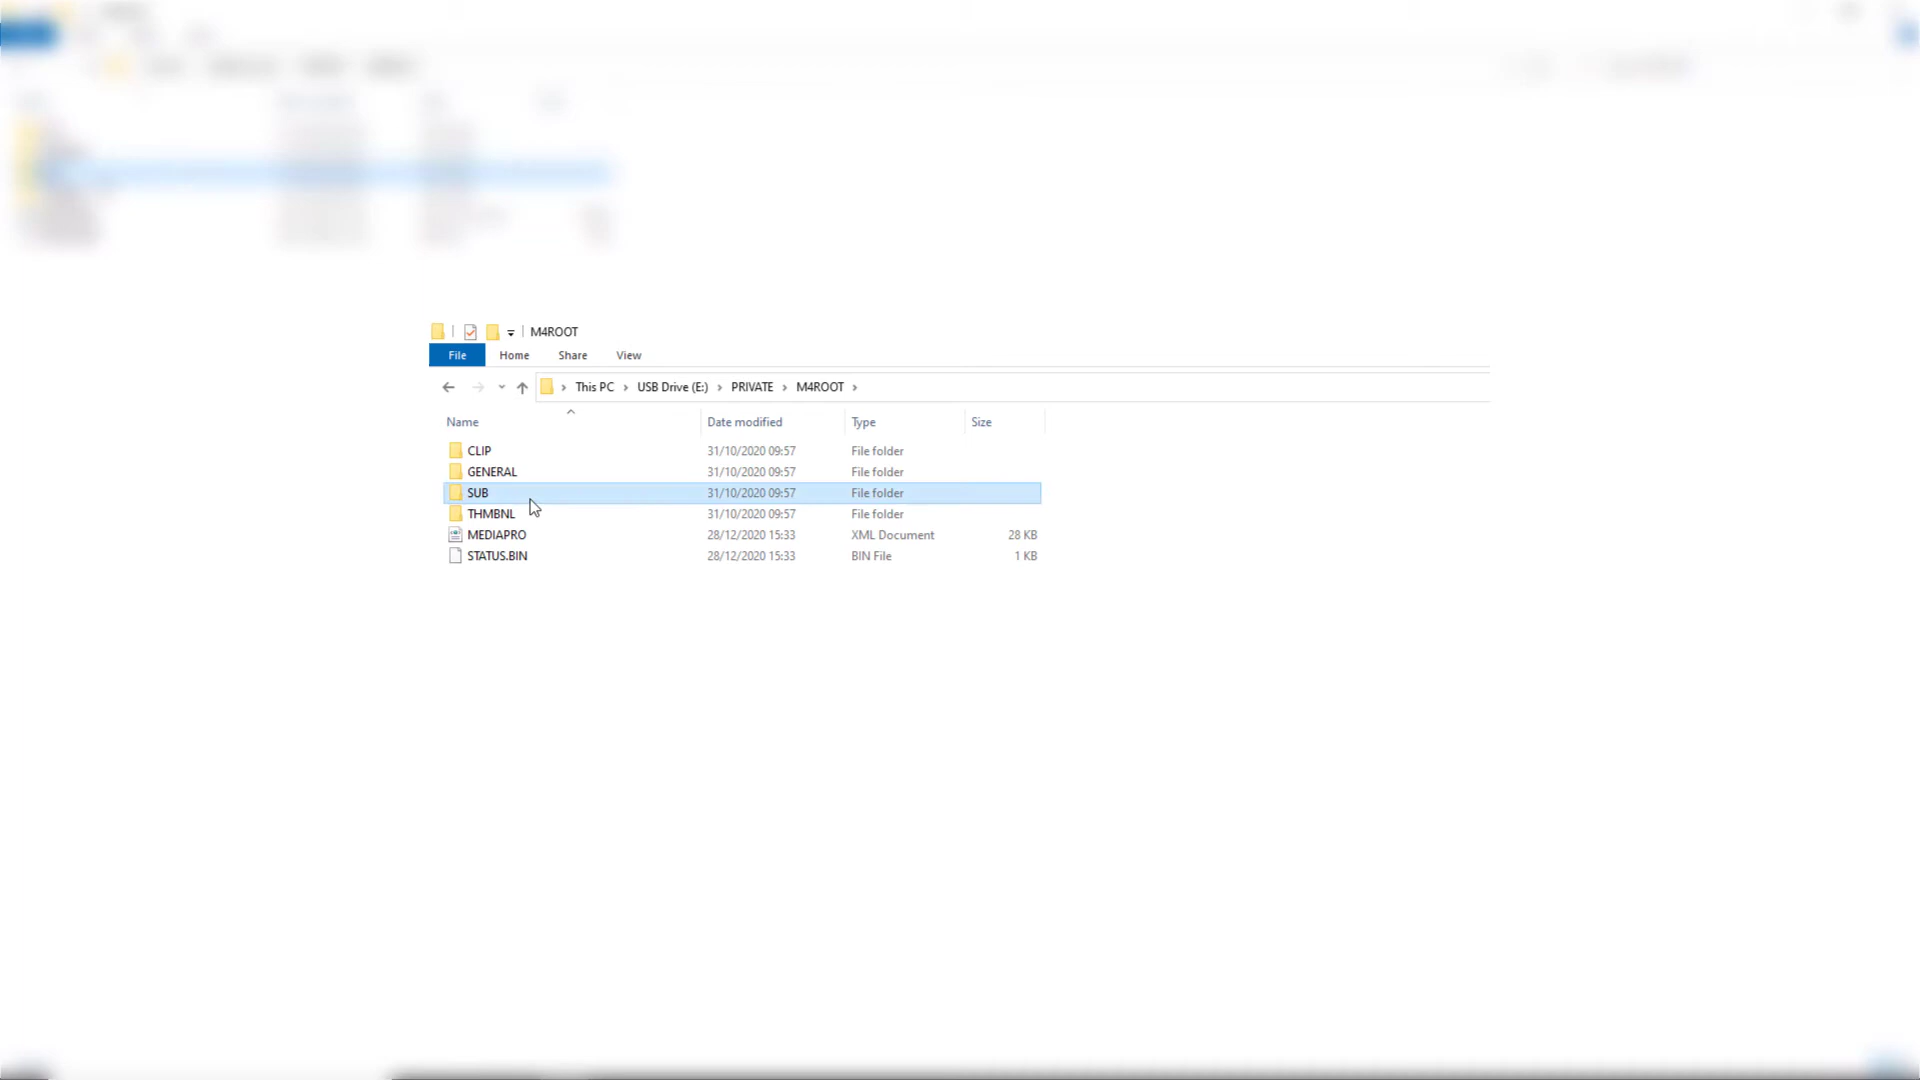 M4ROOT
File Home Share View
This PC > USB Drive (E:) > PRIVATE > M4ROOT >
Name Date modified Type Size
CLIP 31/10/2020 09:57 File folder
GENERAL 31/10/2020 09:57 File folder
SUB 31/10/2020 09:57 File folder
THMBNL 31/10/2020 09:57 File folder
MEDIAPRO 28/12/2020 15:33 XML Document 28 KB
STATUS.BIN 28/12/2020 15:33 BIN File 1 KB